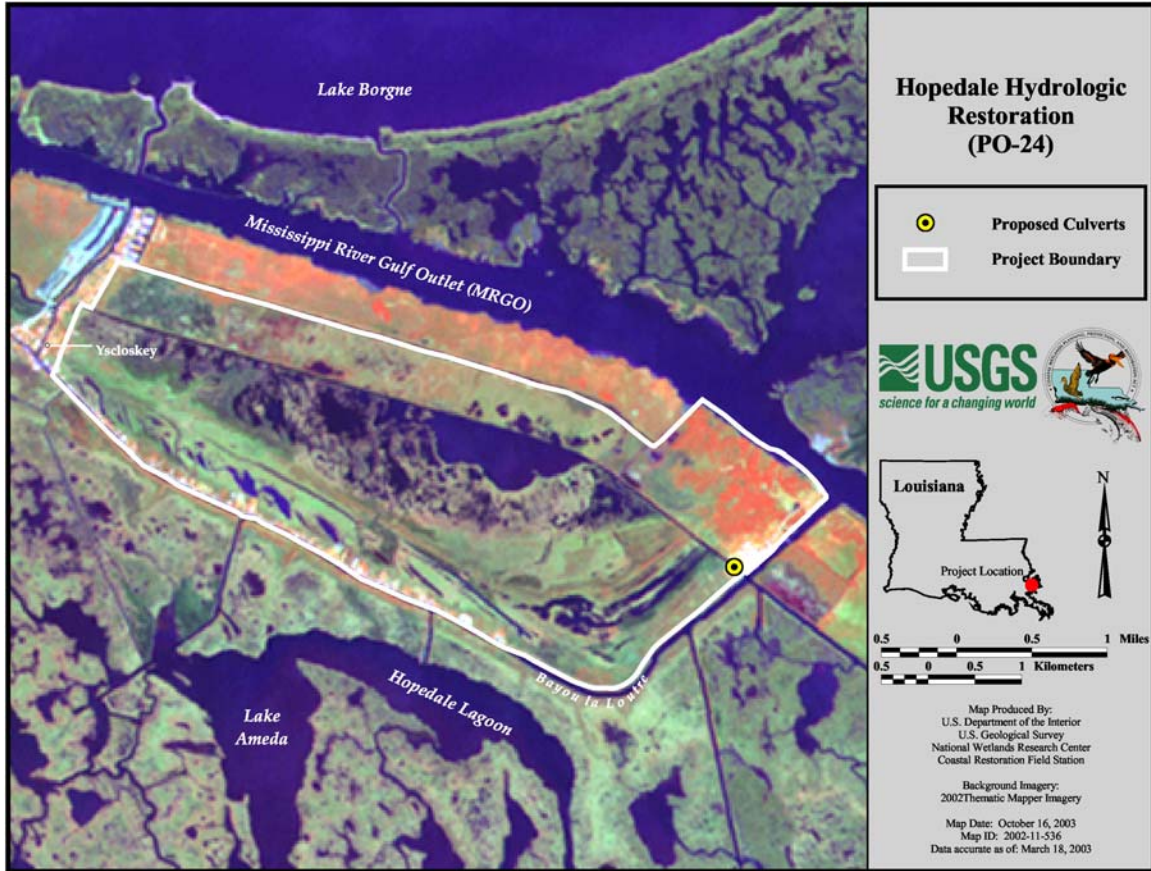 Lake Borgne
Mississippi River Gulf Outlet (MRGO)
Yscloskey
Bayou la Loutre
Hopedale Lagoon
Lake
Ameda
Hopedale Hydrologic
Restoration
(PO-24)
Proposed Culverts
Project Boundary
USGS
science for a changing world
Louisiana
N
Project Location
0.5 0 0.5 1 Miles
0.5 0 0.5 1 Kilometers
Map Produced By:
U.S. Department of the Interior
U.S. Geological Survey
National Wetlands Research Center
Coastal Restoration Field Station
Background Imagery:
2002Thematic Mapper Imagery
Map Date: October 16, 2003
Map ID: 2002-11-536
Data accurate as of: March 18, 2003